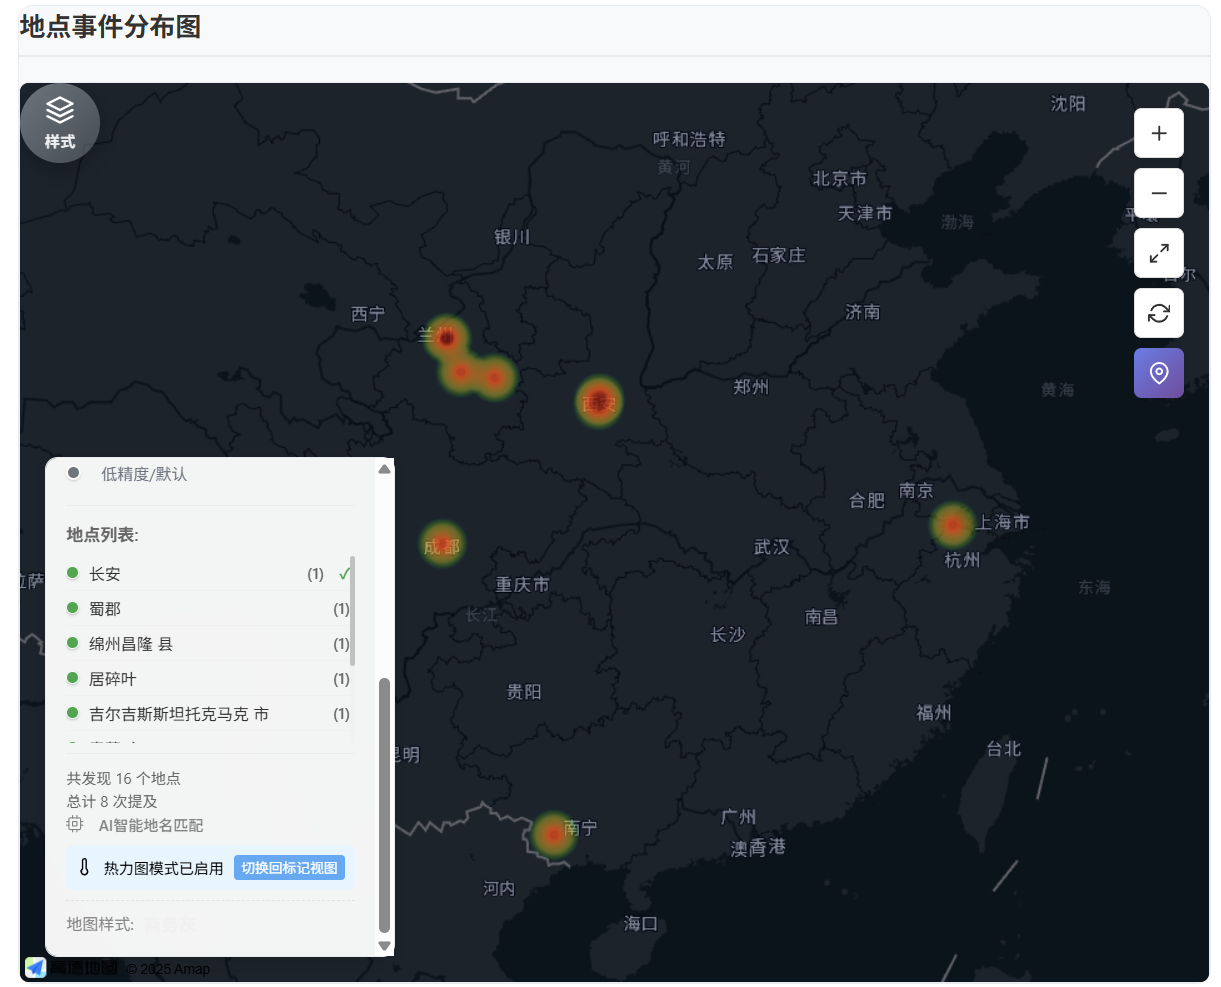 地点事件分布图
样式
沈阳
呼和浩特
黄河
北京市
天津市
渤海
银川
太原
石家庄
西宁
济南
郑州
黄海
西安
合肥
南京
上海市
成都
武汉
杭州
重庆市
东海
长江
南昌
长沙
贵阳
福州
台北
南宁
广州
香港
河内
海口
低精度/默认
地点列表:
长安 (1) ✓
蜀郡 (1)
绵州昌隆 县 (1)
居碎叶 (1)
吉尔吉斯斯坦托克马克 市 (1)
共发现 16 个地点
总计 8 次提及
AI智能地名匹配
热力图模式已启用 切换回标记视图
地图样式:
高德地图 © 2025 Amap